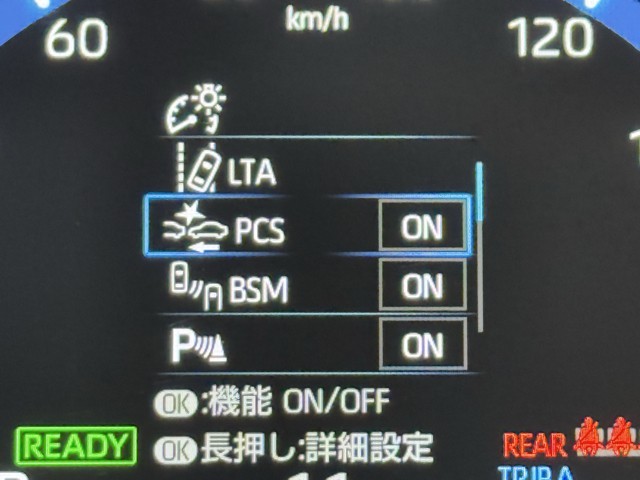 km/h
60
120
LTA
PCS ON
BSM ON
P ON
OK:機能 ON/OFF
OK長押し:詳細設定
READY
REAR
TRIP A